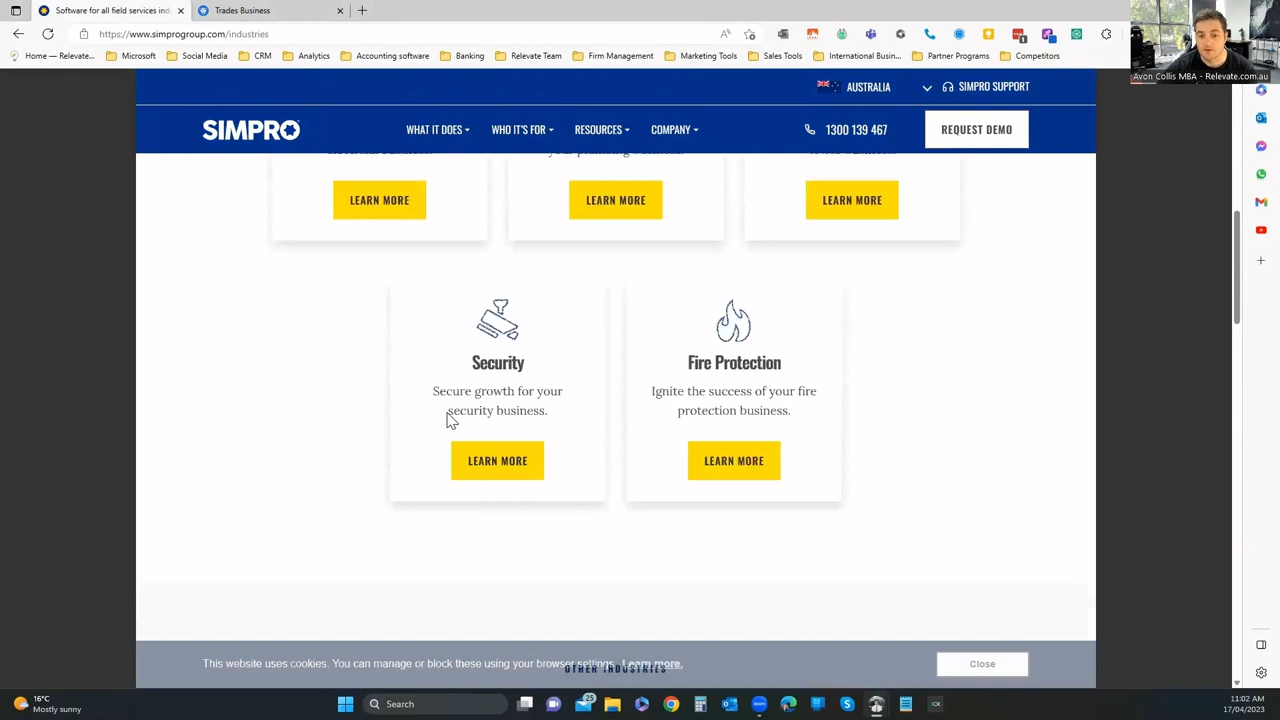 Software for all field services ind
Trades Business
https://www.simprogroup.com/industries
Home — Relevate...
Microsoft
Social Media
CRM
Analytics
Accounting software
Banking
Relevate Team
Firm Management
Marketing Tools
Sales Tools
International Busin...
Partner Programs
Competitors
Avon Collis MBA - Relevate.com.au
AUSTRALIA
SIMPRO SUPPORT
SIMPRO
WHAT IT DOES
WHO IT'S FOR
RESOURCES
COMPANY
1300 139 467
REQUEST DEMO
LEARN MORE
LEARN MORE
LEARN MORE
Security
Secure growth for your
security business.
LEARN MORE
Fire Protection
Ignite the success of your fire
protection business.
LEARN MORE
This website uses cookies. You can manage or block these using your browser settings. Learn more.
OTHER INDUSTRIES
Close
16°C
Mostly sunny
Search
25
11:02 AM
17/04/2023